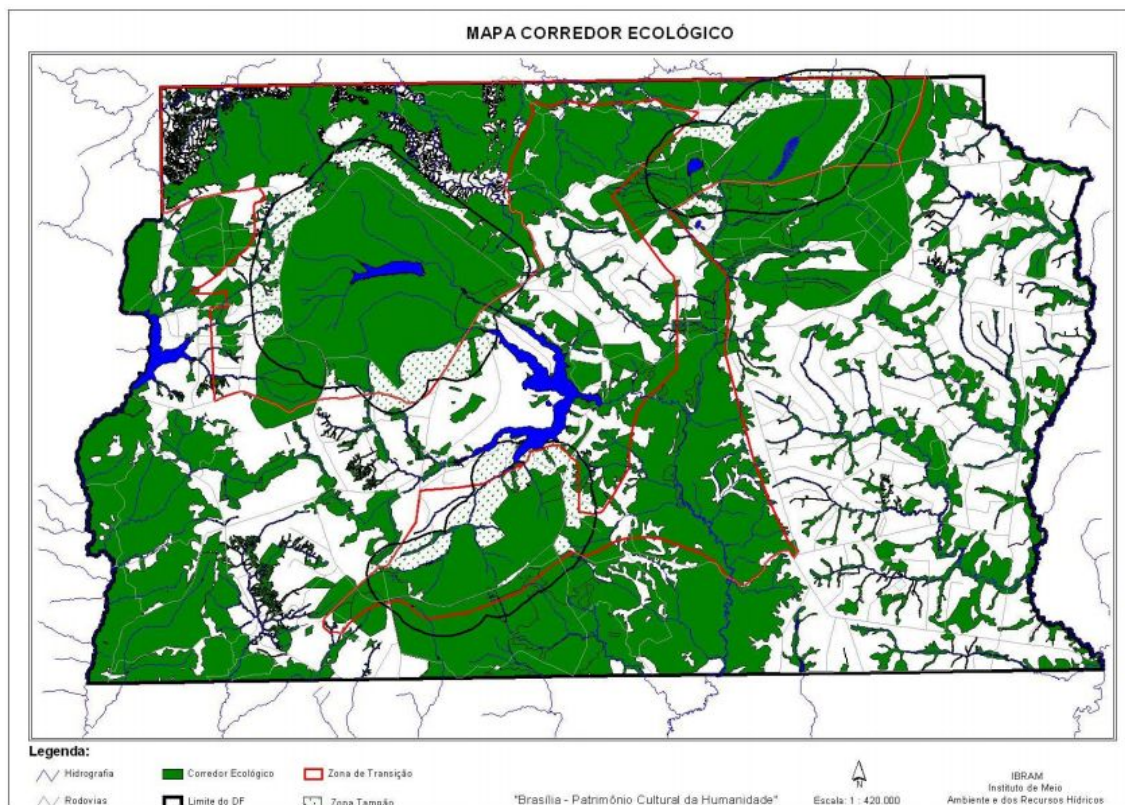 MAPA CORREDOR ECOLÓGICO
Legenda:
Hidrografia
Corredor Ecológico
Zona de Transição
Rodovias
Limite do DF
Zona Tampão
"Brasília - Patrimônio Cultural da Humanidade"
N
Escala: 1 : 420.000
IBRAM
Instituto de Meio
Ambiente e dos Recursos Hídricos